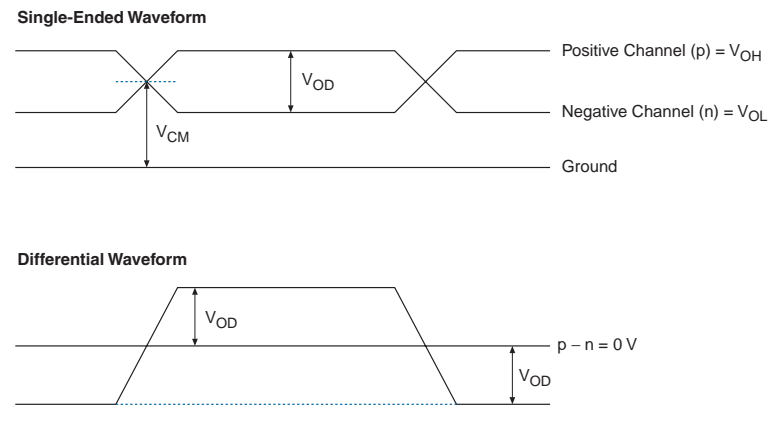 Single-Ended Waveform
Positive Channel (p) = VOH
VOD
Negative Channel (n) = VOL
VCM
Ground
Differential Waveform
VOD
p − n = 0 V
VOD